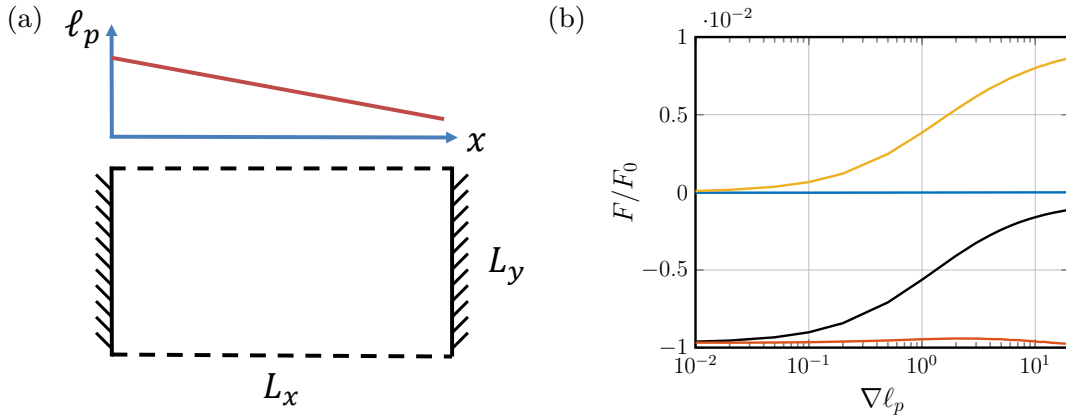 (a)
ℓ_p
x
L_y
L_x
(b)
·10^{−2}
1
0.5
0
−0.5
−1
F/F_0
10^{−2}
10^{−1}
10^0
10^1
∇ℓ_p